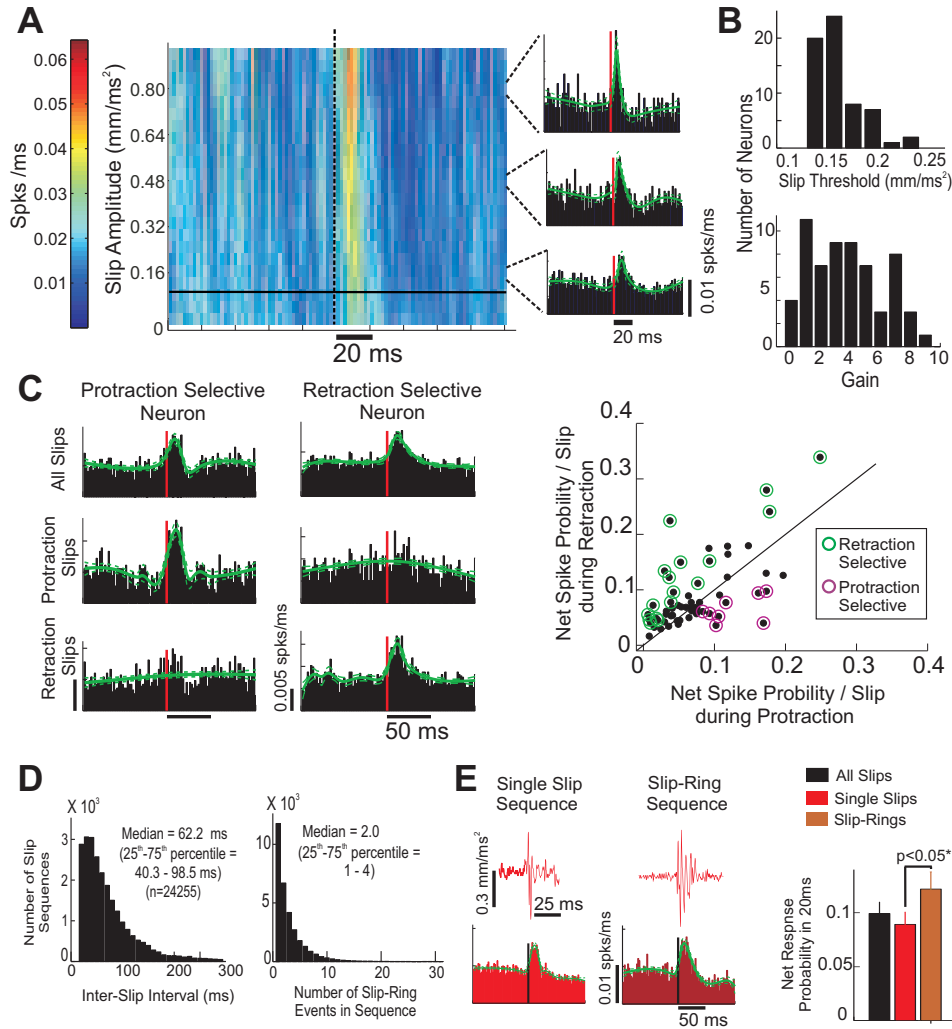 A
Spks /ms
0.06
0.05
0.04
0.03
0.02
0.01
0
Slip Amplitude (mm/ms²)
0.80
0.64
0.48
0.32
0.16
0
20 ms
0.01 spks/ms
20 ms
B
Number of Neurons
20
10
0
0.1
0.15
0.2
0.25
Slip Threshold (mm/ms²)
10
5
0
0
2
4
6
8
10
Gain
C
Protraction Selective
Neuron
Retraction Selective
Neuron
All Slips
Protraction
Slips
Retraction
Slips
0.005 spks/ms
50 ms
Net Spike Probility / Slip
during Retraction
0.4
0.3
0.2
0.1
0
0
0.1
0.2
0.3
0.4
Net Spike Probility / Slip
during Protraction
Retraction
Selective
Protraction
Selective
D
Number of Slip
Sequences
X 10³
3
2
1
0
Median = 62.2 ms
(25th-75th percentile =
40.3 - 98.5 ms)
(n=24255)
0
100
200
300
Inter-Slip Interval (ms)
X 10³
10
5
0
Median = 2.0
(25th-75th percentile =
1 - 4)
0
10
20
30
Number of Slip-Ring
Events in Sequence
E
Single Slip
Sequence
Slip-Ring
Sequence
0.3 mm/ms²
25 ms
0.01 spks/ms
50 ms
All Slips
Single Slips
Slip-Rings
p<0.05*
Net Respnse
Probability in 20ms
0.1
0.05
0